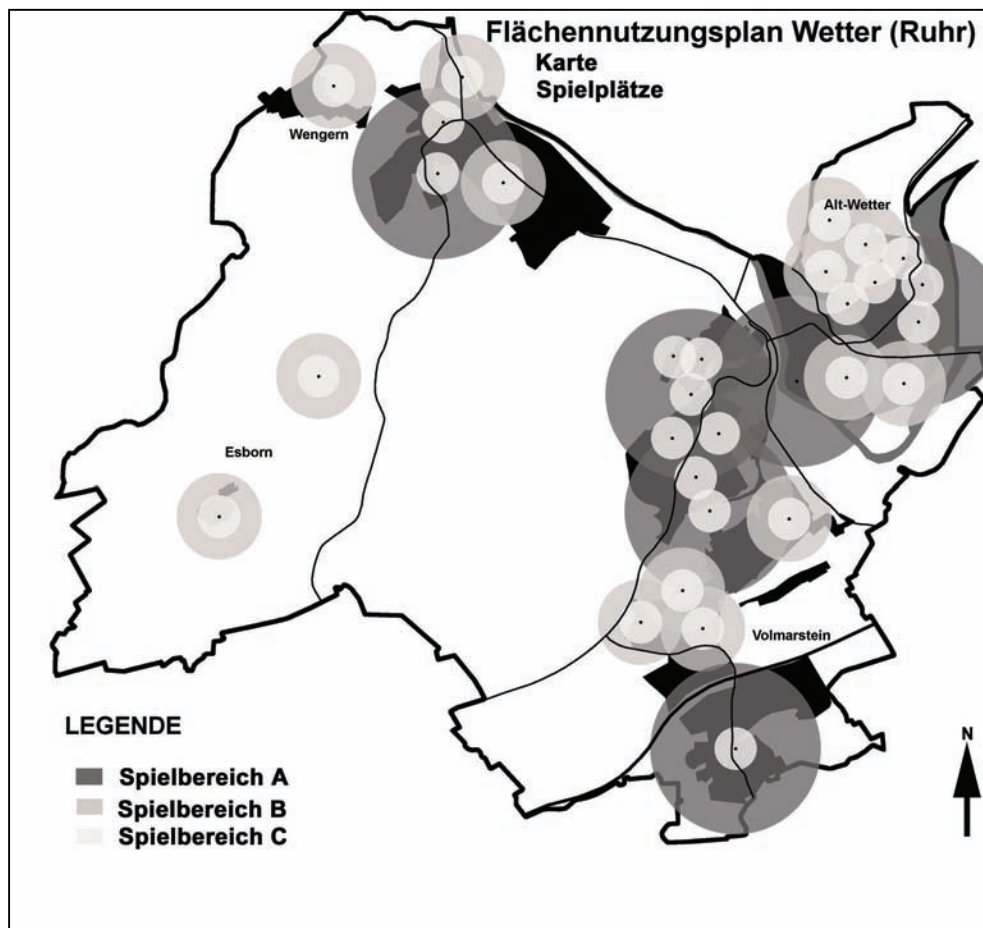 Flächennutzungsplan Wetter (Ruhr)
Karte
Spielplätze
Wengern
Alt-Wetter
Esborn
Volmarstein
LEGENDE
Spielbereich A
Spielbereich B
Spielbereich C
N